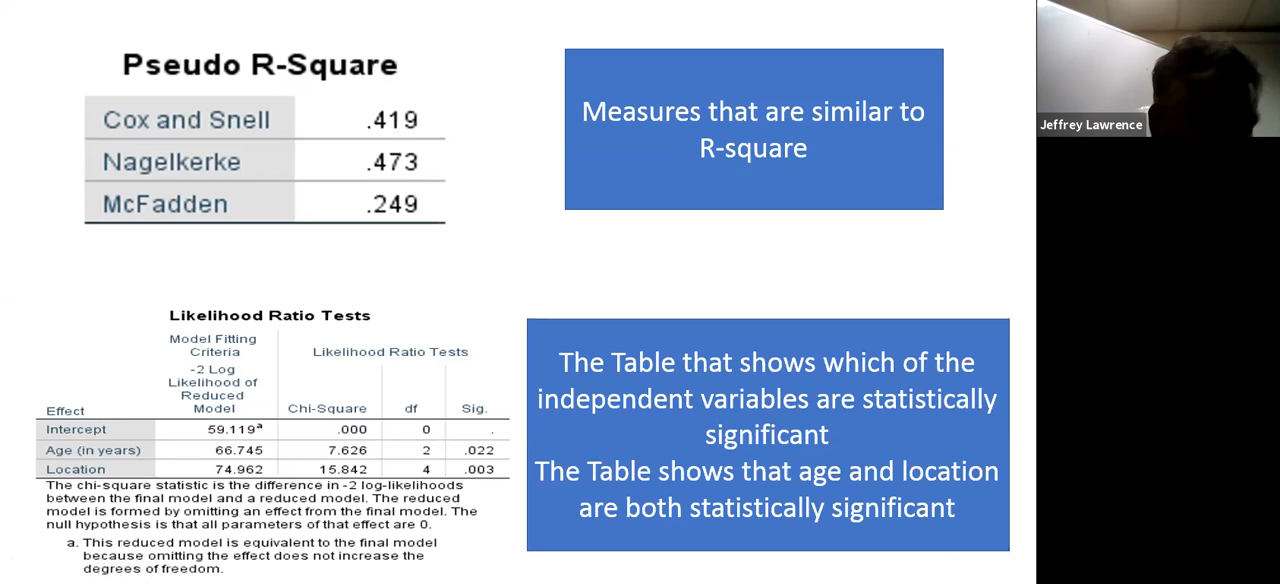 Pseudo R-Square
Cox and Snell .419
Nagelkerke .473
McFadden .249
Measures that are similar to
R-square
Jeffrey Lawrence
Likelihood Ratio Tests
Model Fitting
Criteria
Likelihood Ratio Tests
-2 Log
Likelihood of
Reduced
Model
Effect Chi-Square df Sig.
Intercept 59.119a .000 0 .
Age (in years) 66.745 7.626 2 .022
Location 74.962 15.842 4 .003
The chi-square statistic is the difference in -2 log-likelihoods
between the final model and a reduced model. The reduced
model is formed by omitting an effect from the final model. The
null hypothesis is that all parameters of that effect are 0.
a. This reduced model is equivalent to the final model
because omitting the effect does not increase the
degrees of freedom.
The Table that shows which of the
independent variables are statistically
significant
The Table shows that age and location
are both statistically significant